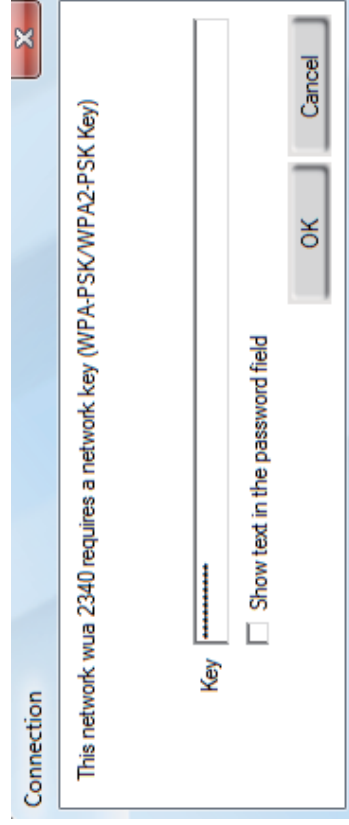 Connection
This network wua 2340 requires a network key (WPA-PSK/WPA2-PSK Key)
Key ***********
Show text in the password field
OK Cancel